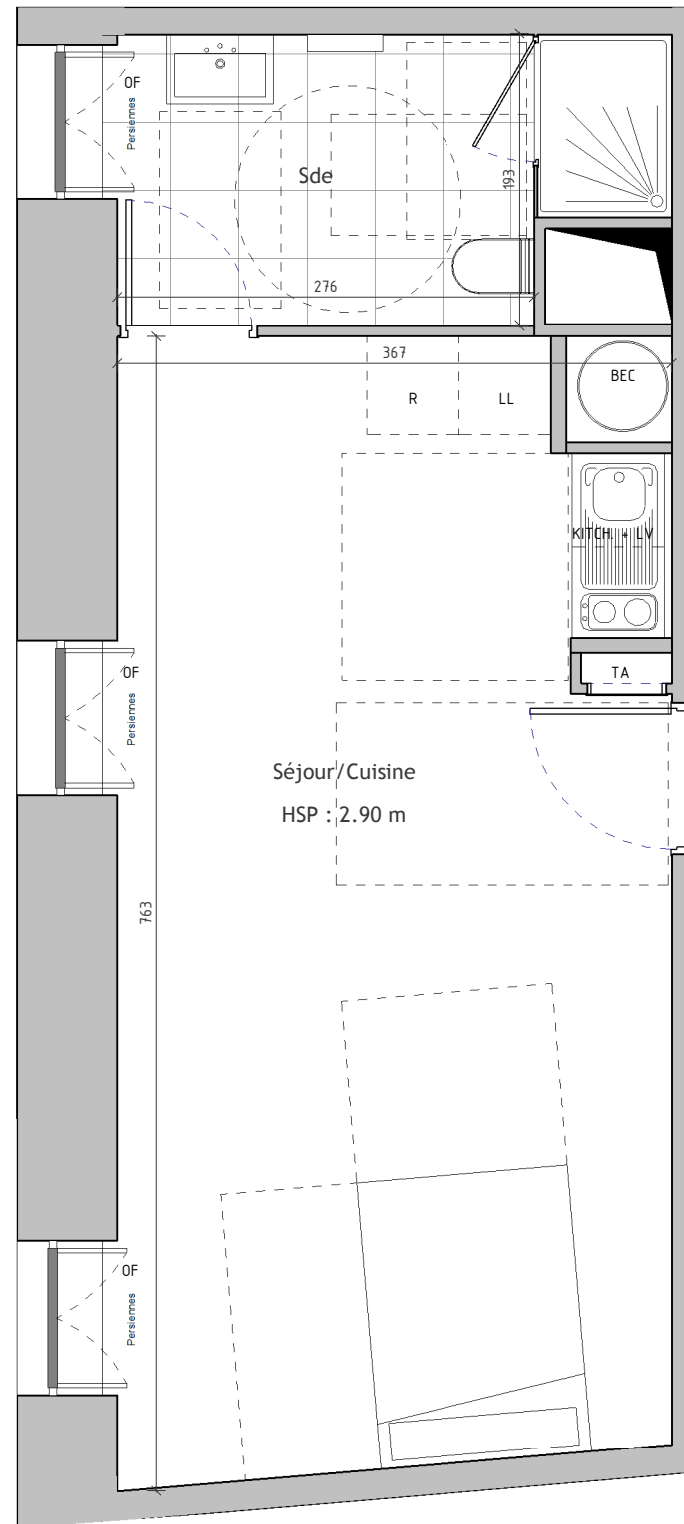 OF
Persiennes
Sde
193
276
367
R
LL
BEC
KITCH. + LV
OF
Persiennes
TA
Séjour/Cuisine
HSP : 2.90 m
763
OF
Persiennes